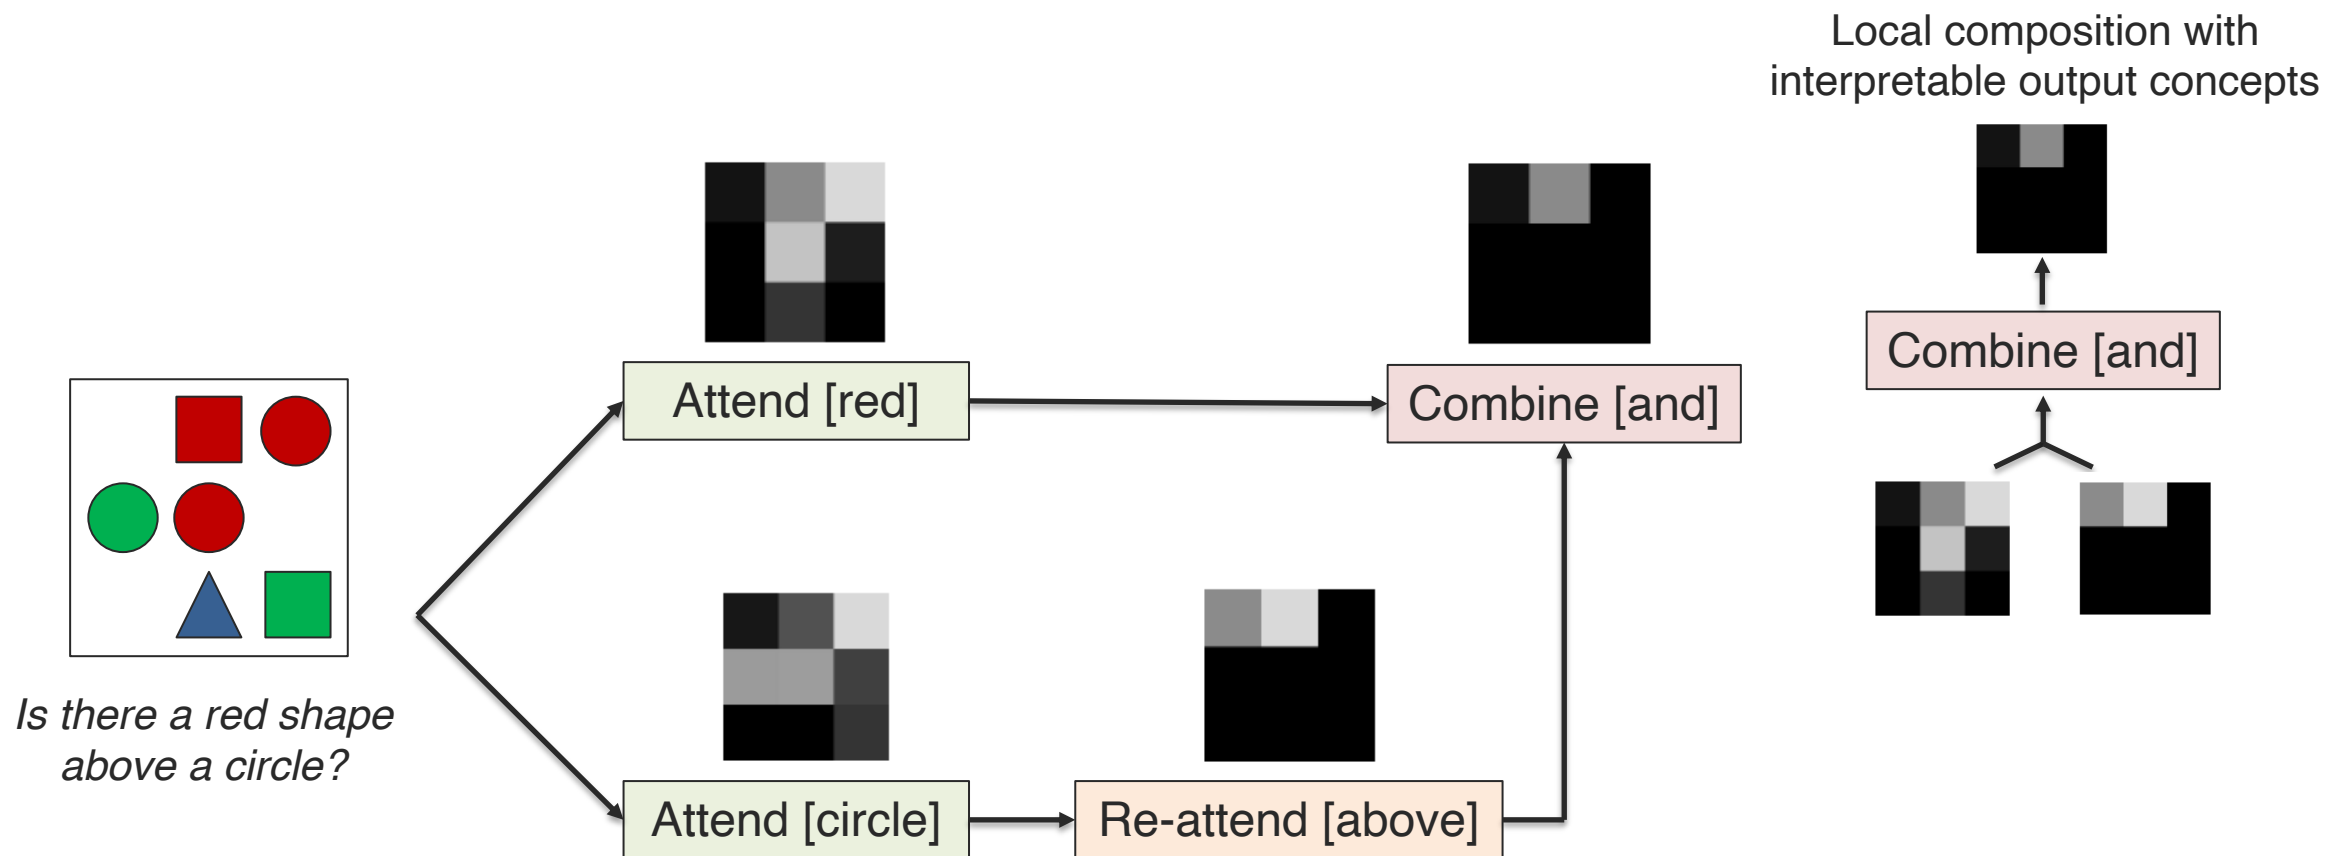 Local composition with
interpretable output concepts
Attend [red]
Combine [and]
Combine [and]
Is there a red shape
above a circle?
Attend [circle]
Re-attend [above]